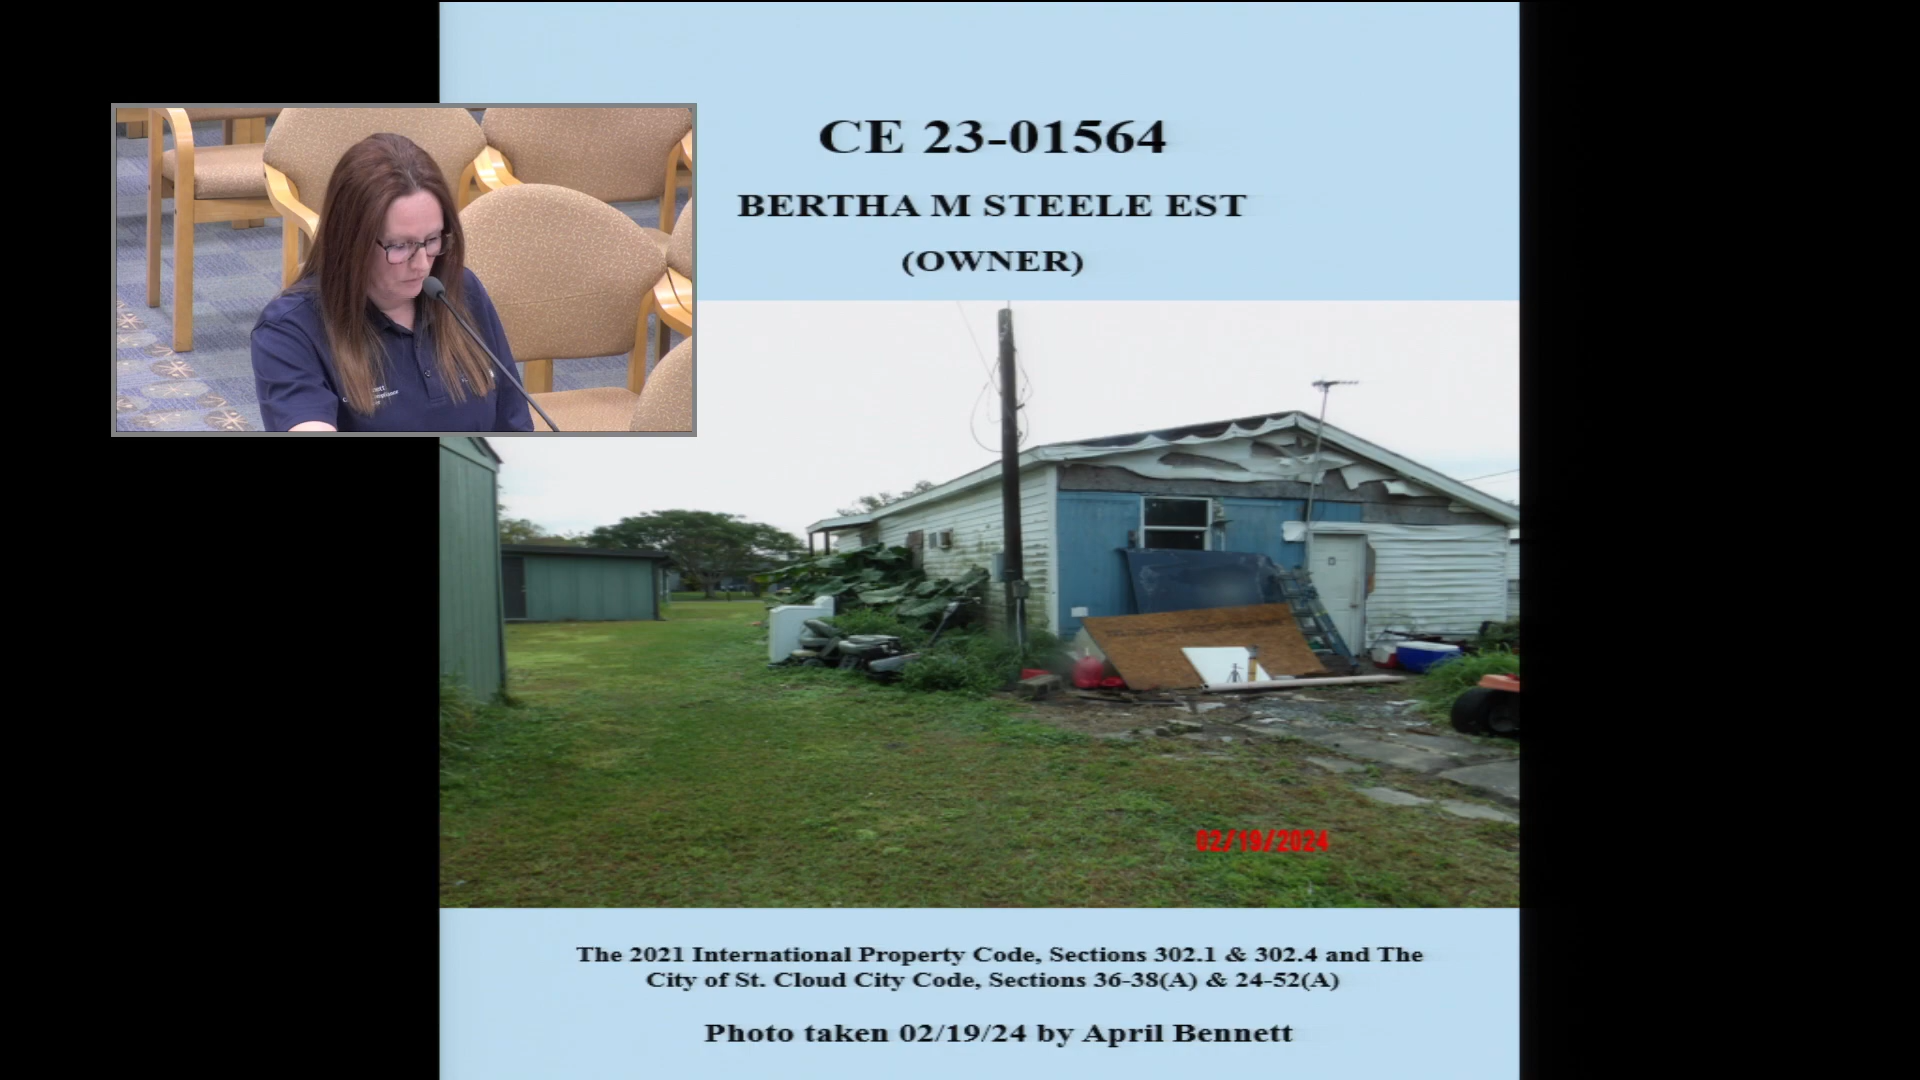 CE 23-01564
BERTHA M STEELE EST
(OWNER)
02/19/2024
The 2021 International Property Code, Sections 302.1 & 302.4 and The
City of St. Cloud City Code, Sections 36-38(A) & 24-52(A)
Photo taken 02/19/24 by April Bennett